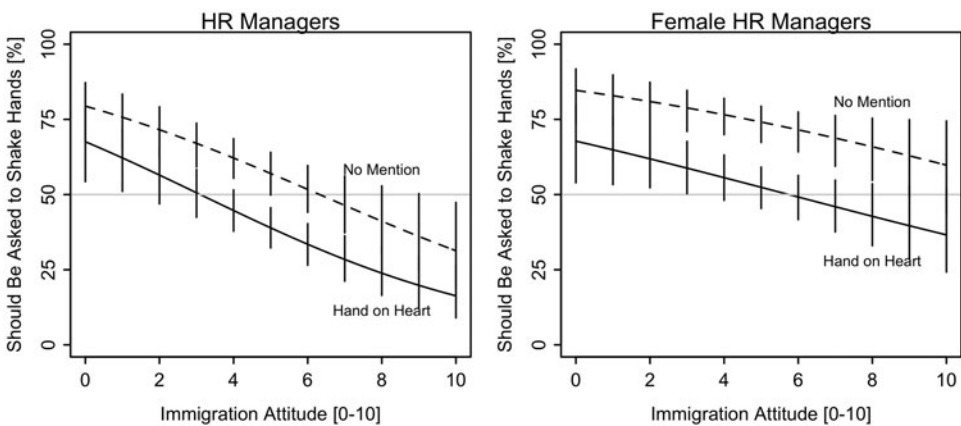 HR Managers
Should Be Asked to Shake Hands [%]
100
75
50
25
0
No Mention
Hand on Heart
0 2 4 6 8 10
Immigration Attitude [0-10]
Female HR Managers
Should Be Asked to Shake Hands [%]
100
75
50
25
0
No Mention
Hand on Heart
0 2 4 6 8 10
Immigration Attitude [0-10]